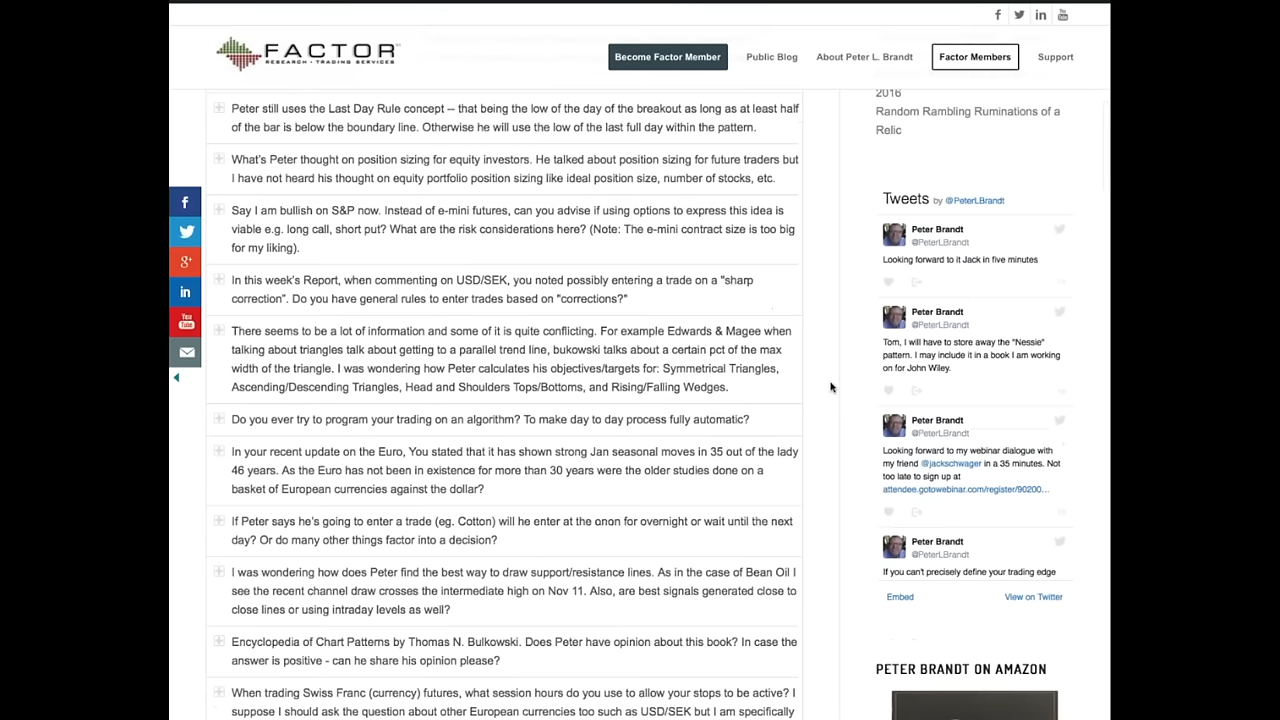 FACTOR
RESEARCH • TRADING SERVICES
Become Factor Member
Public Blog
About Peter L. Brandt
Factor Members
Support
Peter still uses the Last Day Rule concept -- that being the low of the day of the breakout as long as at least half
of the bar is below the boundary line. Otherwise he will use the low of the last full day within the pattern.
What's Peter thought on position sizing for equity investors. He talked about position sizing for future traders but
I have not heard his thought on equity portfolio position sizing like ideal position size, number of stocks, etc.
Say I am bullish on S&P now. Instead of e-mini futures, can you advise if using options to express this idea is
viable e.g. long call, short put? What are the risk considerations here? (Note: The e-mini contract size is too big
for my liking).
In this week's Report, when commenting on USD/SEK, you noted possibly entering a trade on a "sharp
correction". Do you have general rules to enter trades based on "corrections?"
There seems to be a lot of information and some of it is quite conflicting. For example Edwards & Magee when
talking about triangles talk about getting to a parallel trend line, bukowski talks about a certain pct of the max
width of the triangle. I was wondering how Peter calculates his objectives/targets for: Symmetrical Triangles,
Ascending/Descending Triangles, Head and Shoulders Tops/Bottoms, and Rising/Falling Wedges.
Do you ever try to program your trading on an algorithm? To make day to day process fully automatic?
In your recent update on the Euro, You stated that it has shown strong Jan seasonal moves in 35 out of the lady
46 years. As the Euro has not been in existence for more than 30 years were the older studies done on a
basket of European currencies against the dollar?
If Peter says he's going to enter a trade (eg. Cotton) will he enter at the onon for overnight or wait until the next
day? Or do many other things factor into a decision?
I was wondering how does Peter find the best way to draw support/resistance lines. As in the case of Bean Oil I
see the recent channel draw crosses the intermediate high on Nov 11. Also, are best signals generated close to
close lines or using intraday levels as well?
Encyclopedia of Chart Patterns by Thomas N. Bulkowski. Does Peter have opinion about this book? In case the
answer is positive - can he share his opinion please?
When trading Swiss Franc (currency) futures, what session hours do you use to allow your stops to be active? I
suppose I should ask the question about other European currencies too such as USD/SEK but I am specifically
2016
Random Rambling Ruminations of a
Relic
Tweets by @PeterLBrandt
Peter Brandt
@PeterLBrandt
Looking forward to it Jack in five minutes
Peter Brandt
@PeterLBrandt
Tom, I will have to store away the "Nessie"
pattern. I may include it in a book I am working
on for John Wiley.
Peter Brandt
@PeterLBrandt
Looking forward to my webinar dialogue with
my friend @jackschwager in a 35 minutes. Not
too late to sign up at
attendee.gotowebinar.com/register/90200...
Peter Brandt
@PeterLBrandt
If you can't precisely define your trading edge
Embed
View on Twitter
PETER BRANDT ON AMAZON